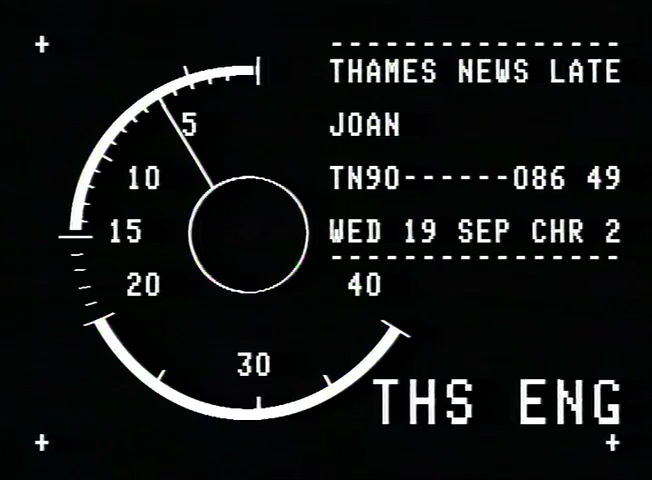 ----------------
THAMES NEWS LATE
JOAN
TN90------086 49
WED 19 SEP CHR 2
----------------
5
10
15
20
30
40
THS ENG